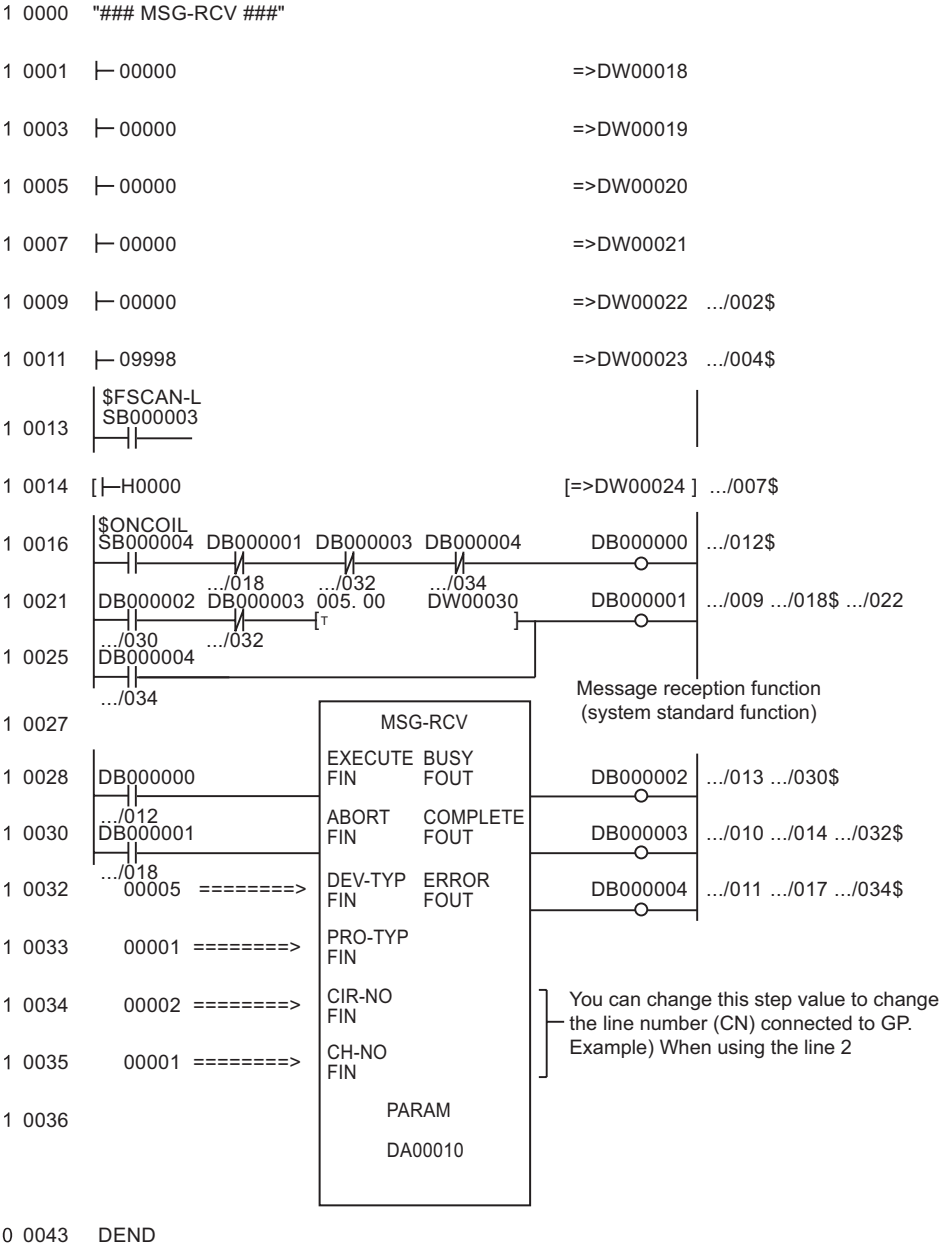 1 0000 "### MSG-RCV ###"
1 0001 00000 =>DW00018
1 0003 00000 =>DW00019
1 0005 00000 =>DW00020
1 0007 00000 =>DW00021
1 0009 00000 =>DW00022 .../002$
1 0011 09998 =>DW00023 .../004$
$FSCAN-L
SB000003
1 0013
1 0014 [ H0000 [=>DW00024 ] .../007$
$ONCOIL
1 0016 SB000004 DB000001 DB000003 DB000004 DB000000 .../012$
.../018 .../032 .../034
1 0021 DB000002 DB000003 005. 00 DW00030 DB000001 .../009 .../018$ .../022
[T ]
.../030 .../032
1 0025 DB000004
.../034
Message reception function
(system standard function)
1 0027 MSG-RCV
EXECUTE BUSY
1 0028 DB000000 FIN FOUT DB000002 .../013 .../030$
.../012
ABORT COMPLETE
1 0030 DB000001 FIN FOUT DB000003 .../010 .../014 .../032$
.../018
DEV-TYP ERROR
1 0032 00005 ========> FIN FOUT DB000004 .../011 .../017 .../034$
PRO-TYP
1 0033 00001 ========> FIN
CIR-NO
1 0034 00002 ========> FIN
You can change this step value to change
the line number (CN) connected to GP.
Example) When using the line 2
CH-NO
1 0035 00001 ========> FIN
PARAM
1 0036
DA00010
0 0043 DEND